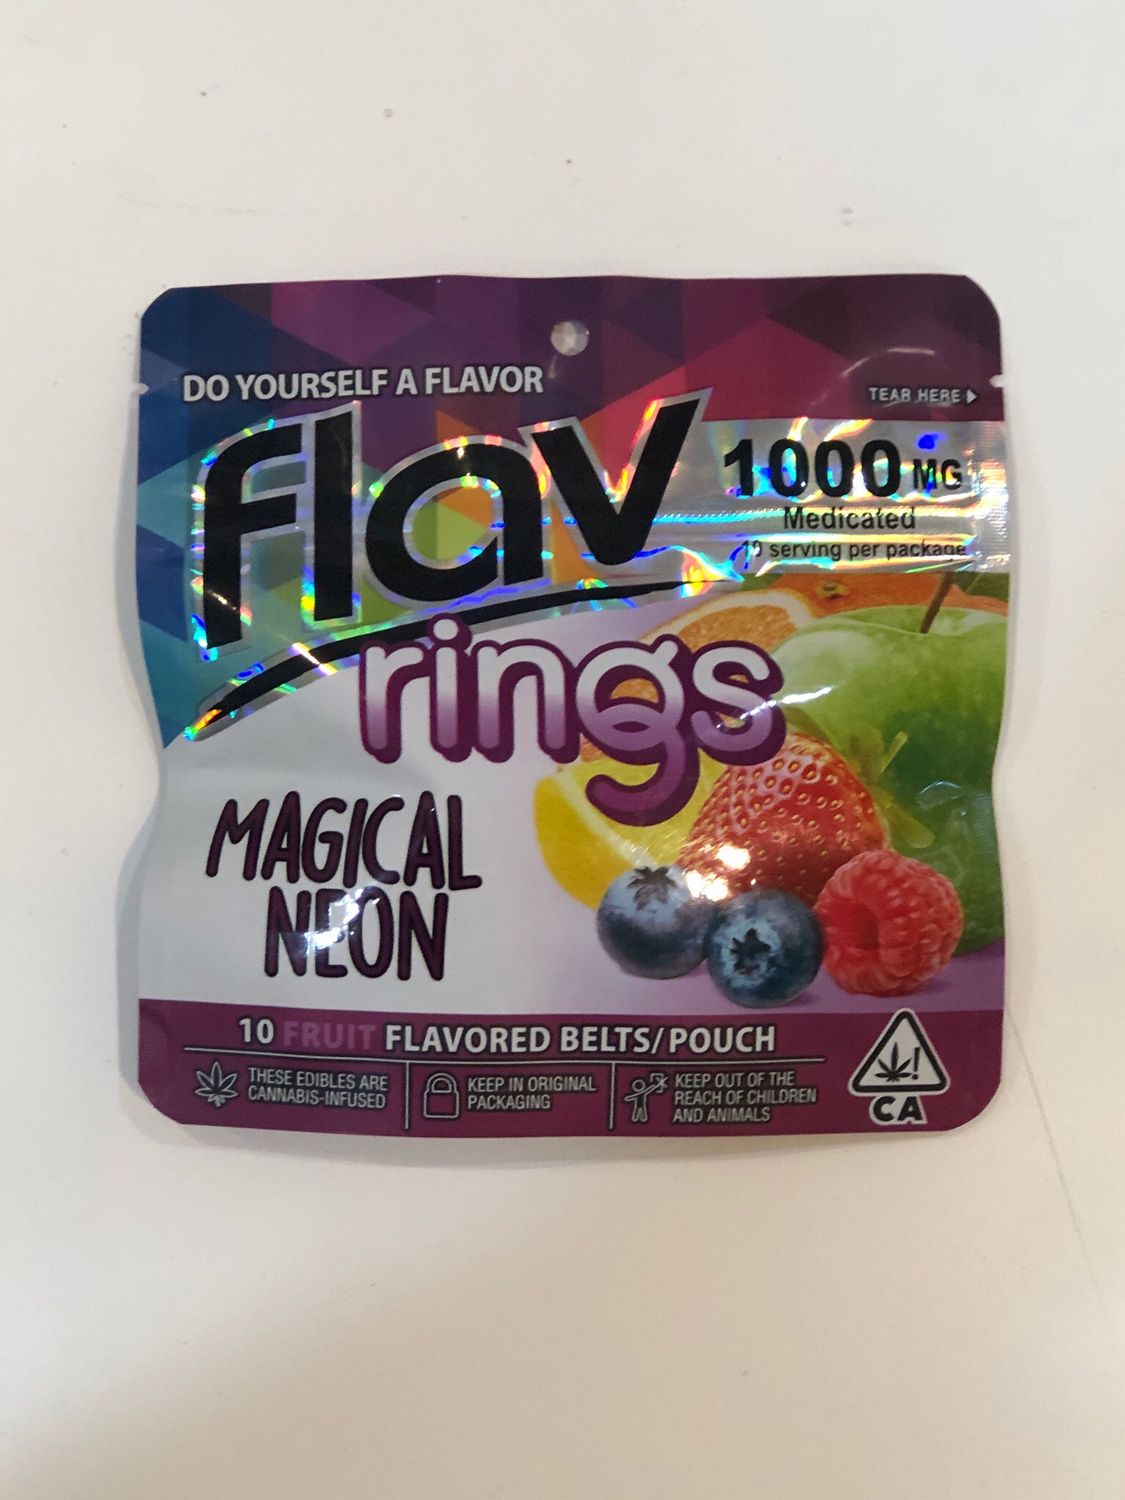 DO YOURSELF A FLAVOR
TEAR HERE
flav
1000 MG
Medicated
10 serving per package
rings
MAGICAL
NEON
10 FRUIT FLAVORED BELTS/POUCH
THESE EDIBLES ARE
CANNABIS-INFUSED
KEEP IN ORIGINAL
PACKAGING
KEEP OUT OF THE
REACH OF CHILDREN
AND ANIMALS
!
CA